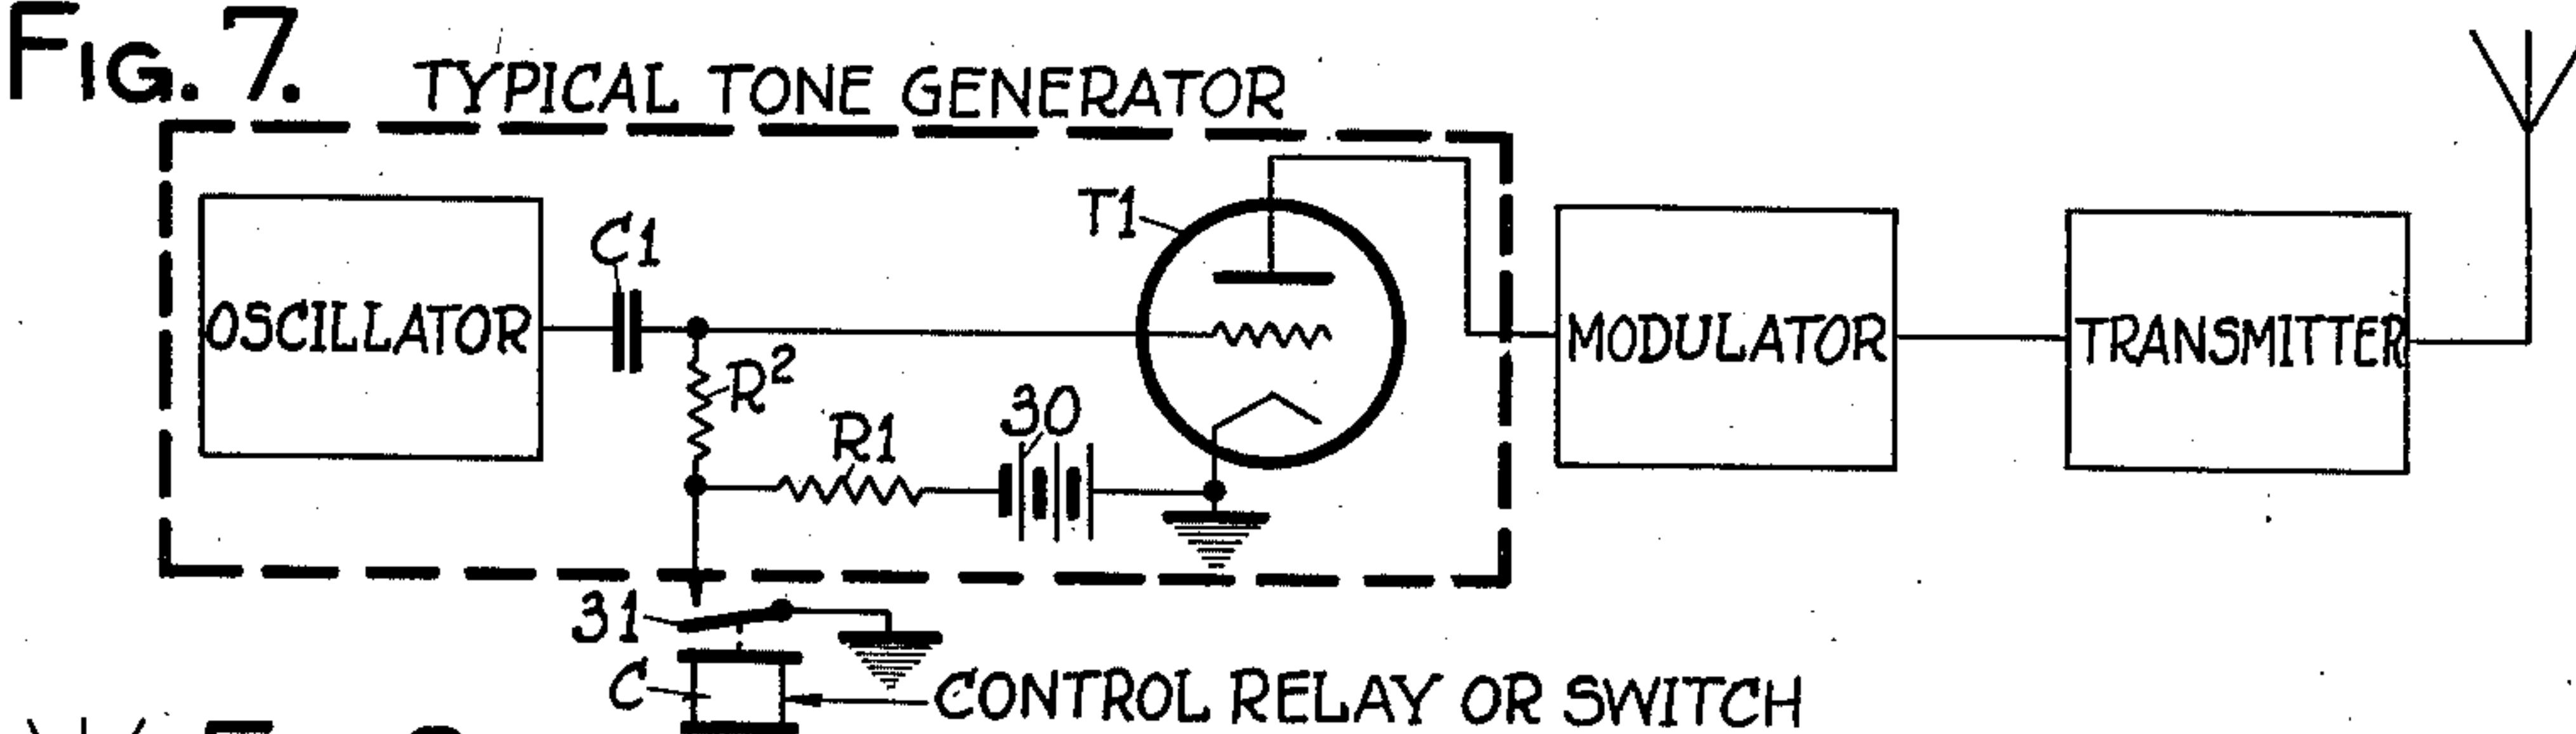 FIG. 7.
TYPICAL TONE GENERATOR
T1
C1
OSCILLATOR
MODULATOR
TRANSMITTER
R2
R1
30
31
C
CONTROL RELAY OR SWITCH